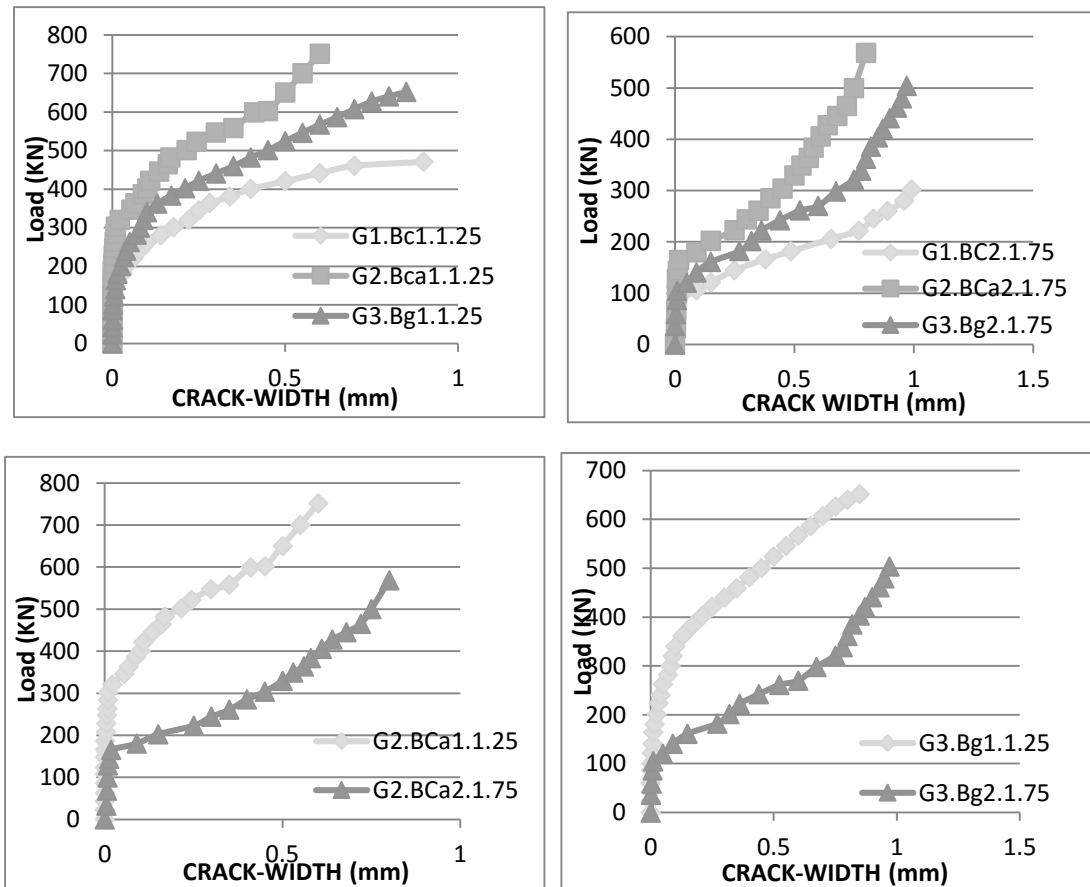 800
700
600
500
400
300
200
100
0
Load (KN)
0
0.5
1
CRACK-WIDTH (mm)
G1.Bc1.1.25
G2.Bca1.1.25
G3.Bg1.1.25
600
500
400
300
200
100
0
Load (KN)
0
0.5
1
1.5
CRACK WIDTH (mm)
G1.BC2.1.75
G2.BCa2.1.75
G3.Bg2.1.75
800
700
600
500
400
300
200
100
0
Load (KN)
0
0.5
1
CRACK-WIDTH (mm)
G2.BCa1.1.25
G2.BCa2.1.75
700
600
500
400
300
200
100
0
Load (KN)
0
0.5
1
1.5
CRACK-WIDTH (mm)
G3.Bg1.1.25
G3.Bg2.1.75